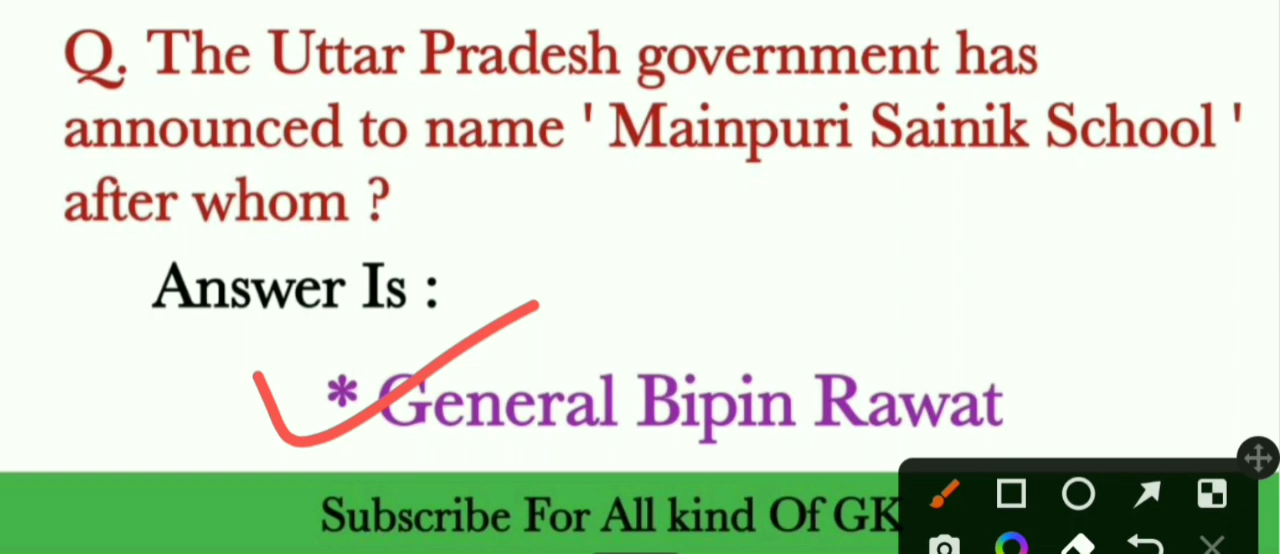 Q. The Uttar Pradesh government has
announced to name ' Mainpuri Sainik School '
after whom ?
Answer Is :
* General Bipin Rawat
Subscribe For All kind Of GK